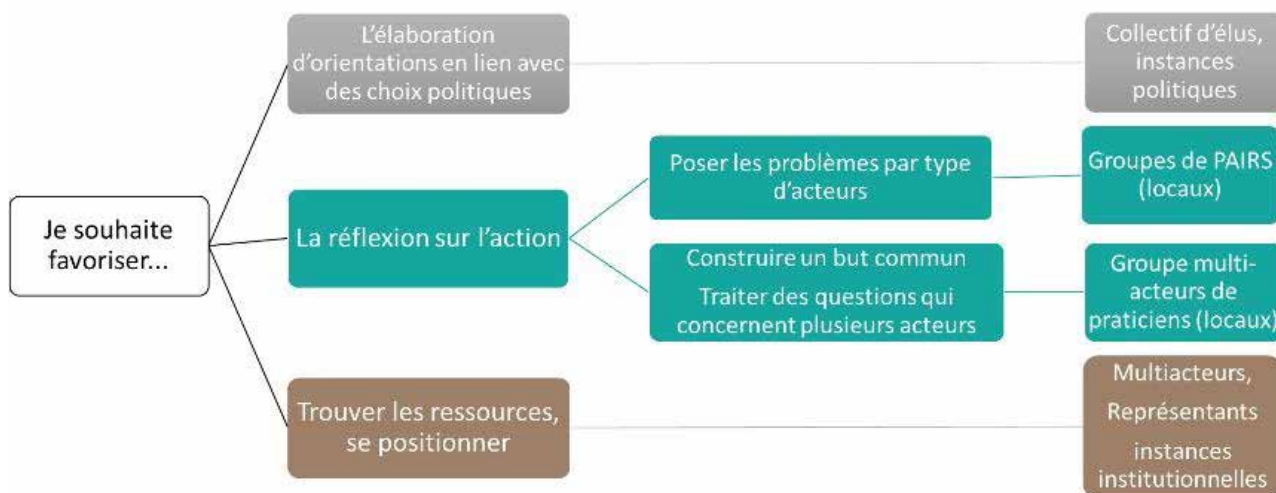 Je souhaite
favoriser...
L'élaboration
d'orientations en lien avec
des choix politiques
Collectif d'élus,
instances
politiques
La réflexion sur l'action
Poser les problèmes par type
d'acteurs
Groupes de PAIRS
(locaux)
Construire un but commun
Traiter des questions qui
concernent plusieurs acteurs
Groupe multi-
acteurs de
praticiens (locaux)
Trouver les ressources,
se positionner
Multiacteurs,
Représentants
instances
institutionnelles